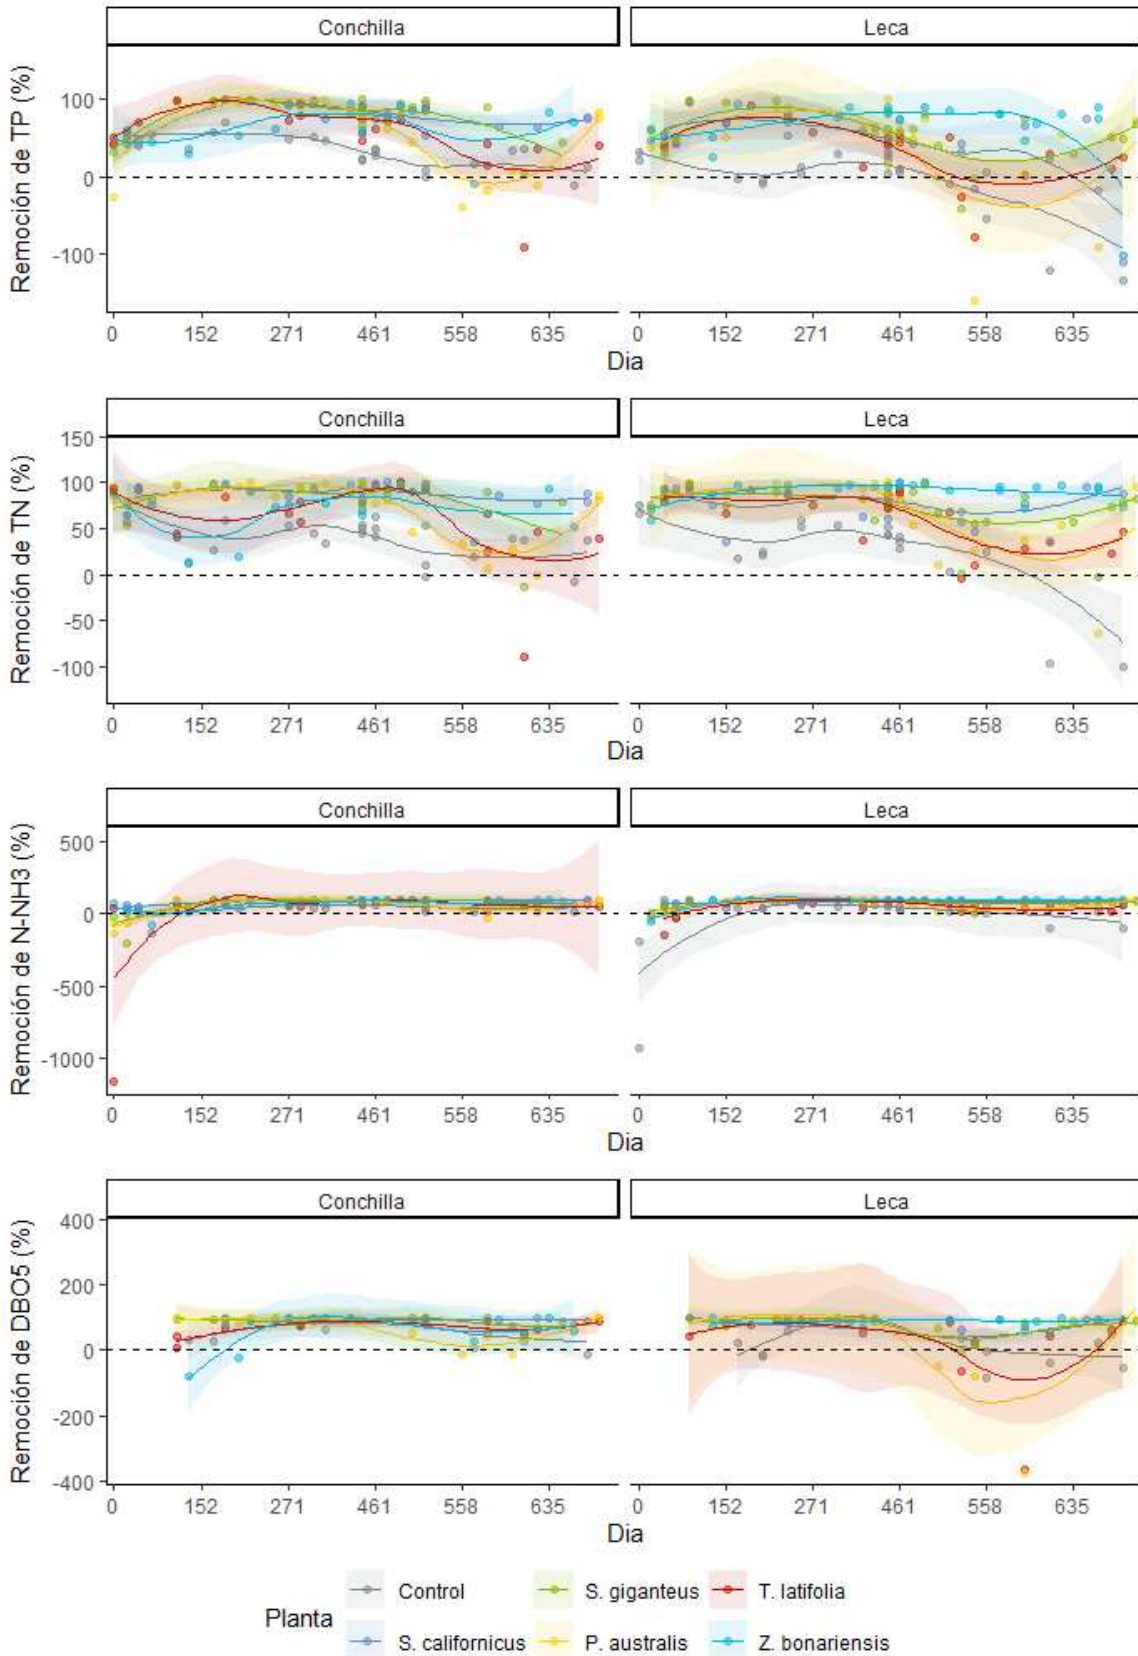 Conchilla Leca
Remoción de TP (%)
100
0
-100
0 152 271 461 558 635 0 152 271 461 558 635
Dia
Conchilla Leca
Remoción de TN (%)
150
100
50
0
-50
-100
0 152 271 461 558 635 0 152 271 461 558 635
Dia
Conchilla Leca
Remoción de N-NH3 (%)
500
0
-500
-1000
0 152 271 461 558 635 0 152 271 461 558 635
Dia
Conchilla Leca
Remoción de DBO5 (%)
400
200
0
-200
-400
0 152 271 461 558 635 0 152 271 461 558 635
Dia
Planta
Control S. giganteus T. latifolia
S. californicus P. australis Z. bonariensis